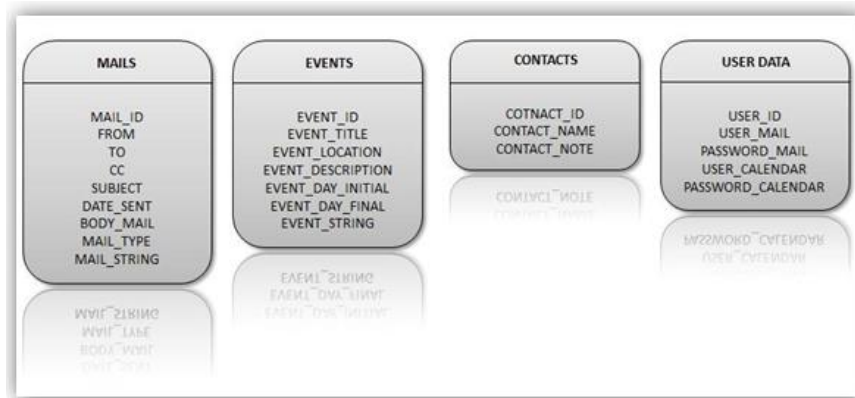 MAILS
MAIL_ID
FROM
TO
CC
SUBJECT
DATE_SENT
BODY_MAIL
MAIL_TYPE
MAIL_STRING
EVENTS
EVENT_ID
EVENT_TITLE
EVENT_LOCATION
EVENT_DESCRIPTION
EVENT_DAY_INITIAL
EVENT_DAY_FINAL
EVENT_STRING
CONTACTS
COTNACT_ID
CONTACT_NAME
CONTACT_NOTE
USER DATA
USER_ID
USER_MAIL
PASSWORD_MAIL
USER_CALENDAR
PASSWORD_CALENDAR